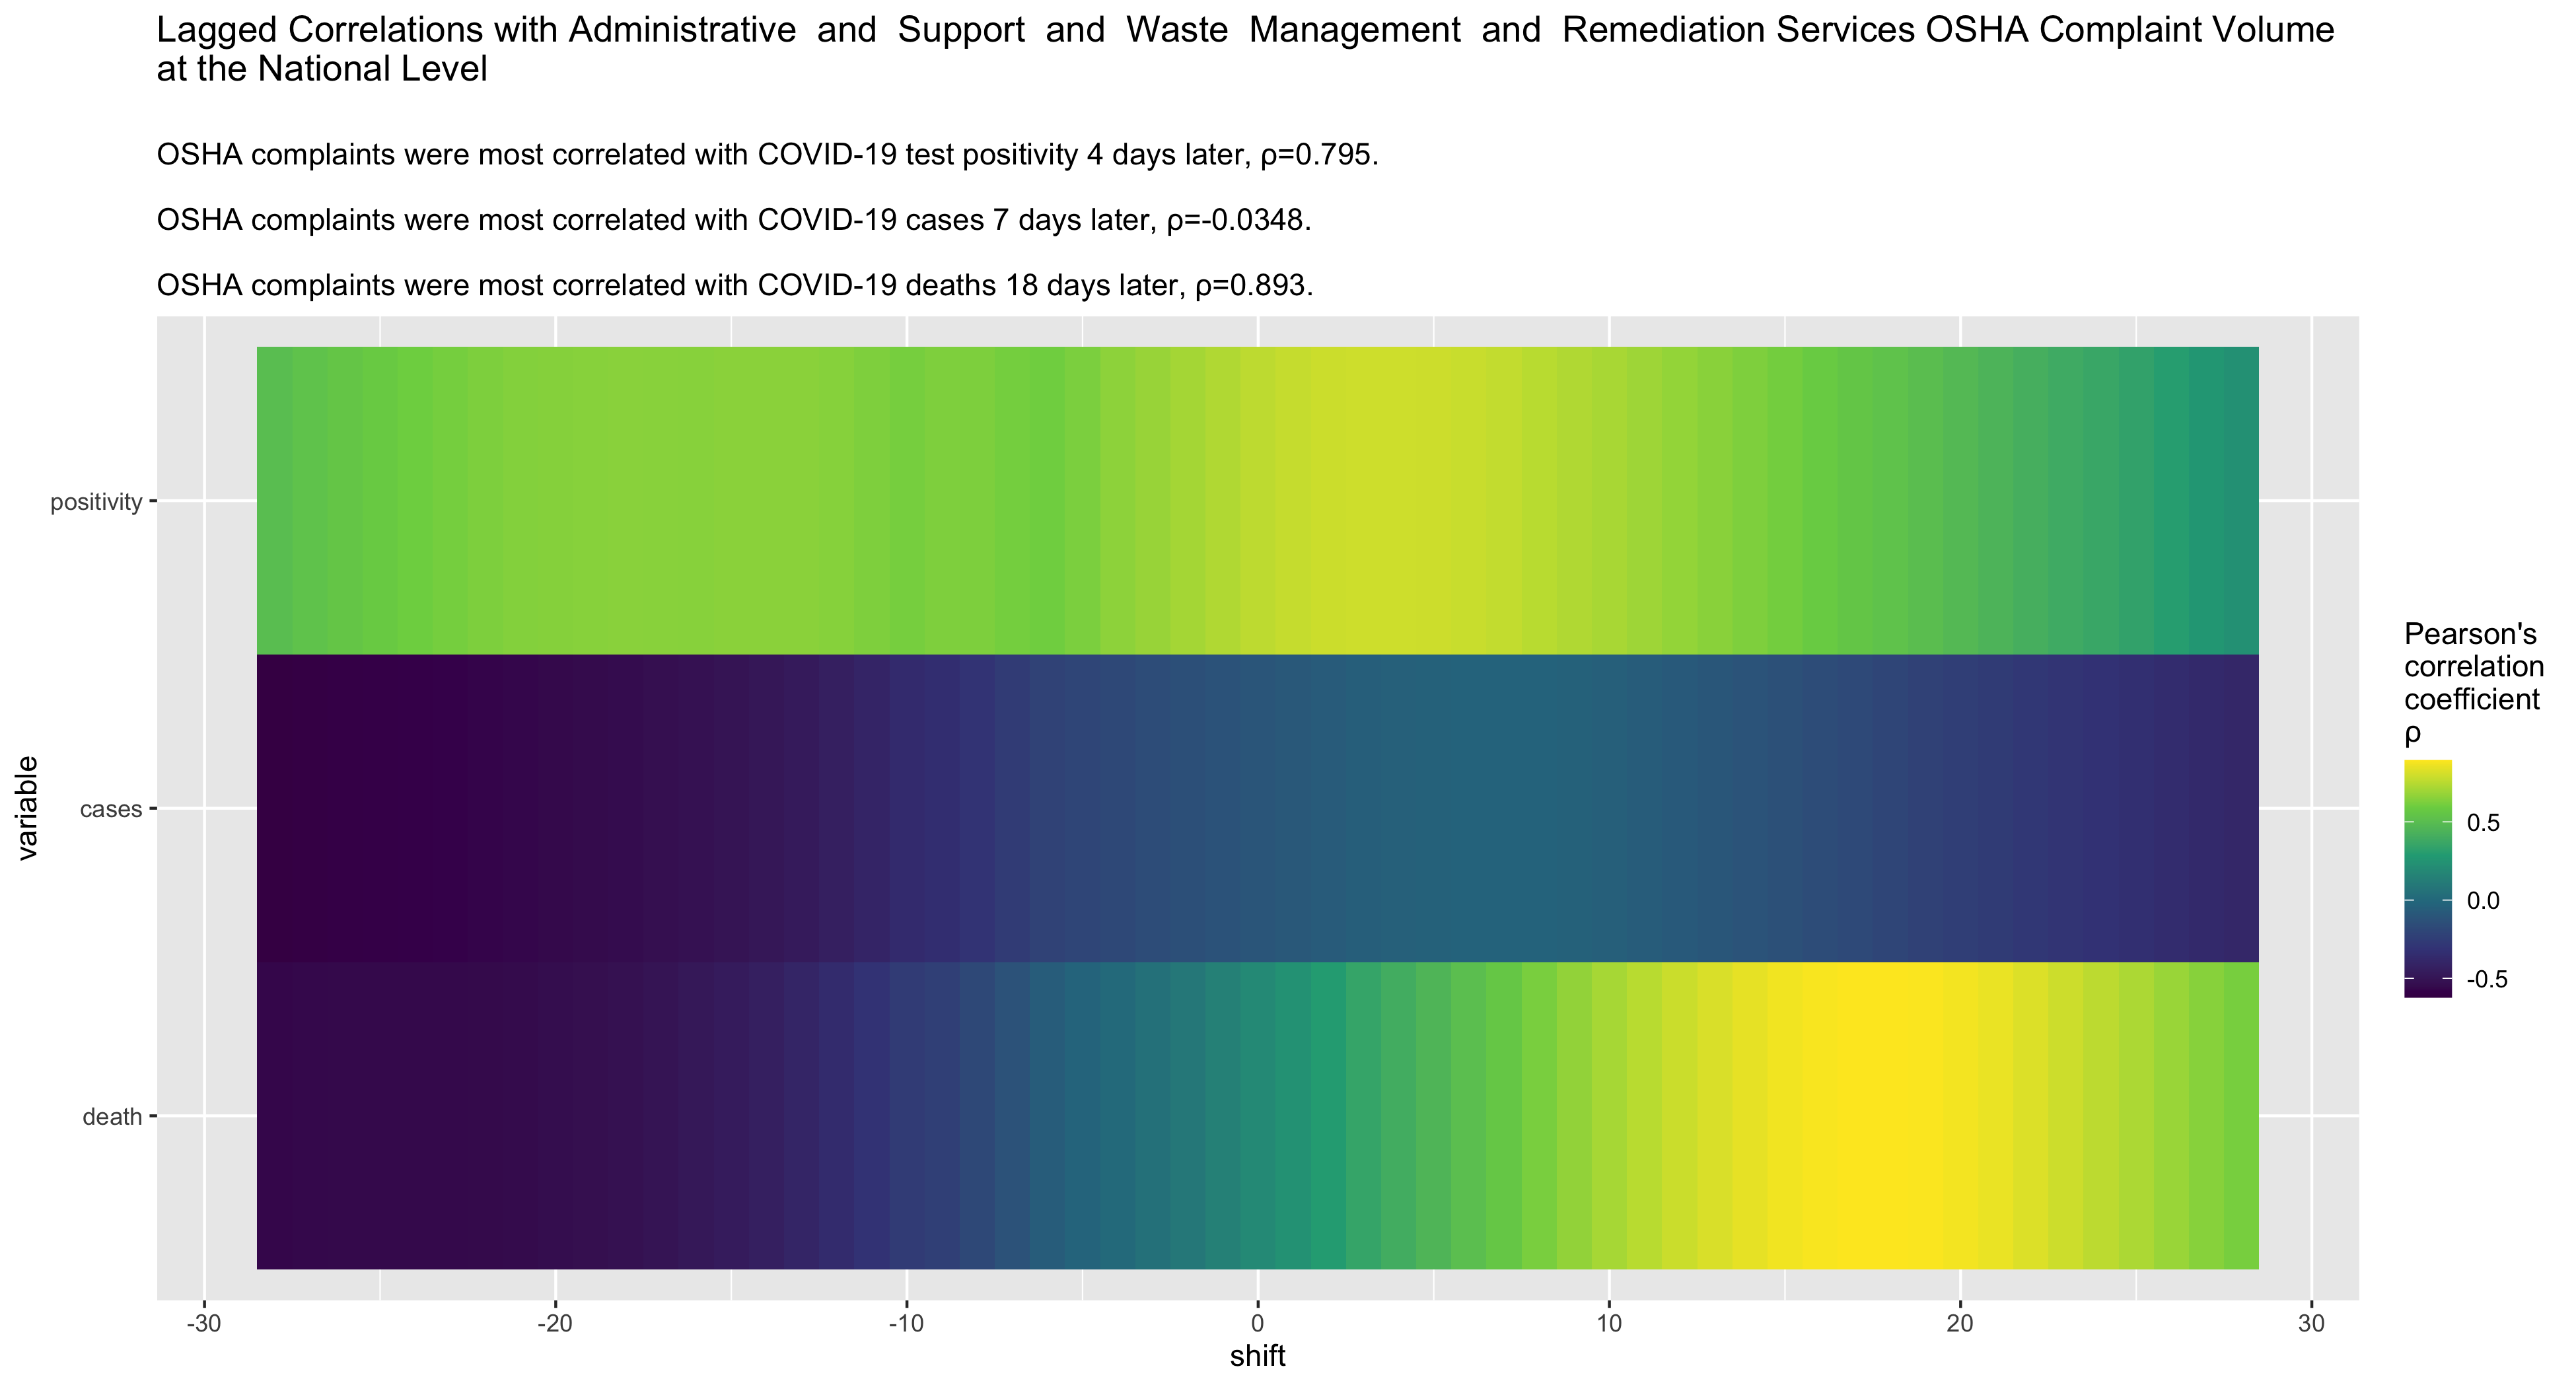 Lagged Correlations with Administrative  and  Support  and  Waste  Management  and  Remediation Services OSHA Complaint Volume
at the National Level
OSHA complaints were most correlated with COVID-19 test positivity 4 days later, ρ=0.795.
OSHA complaints were most correlated with COVID-19 cases 7 days later, ρ=-0.0348.
OSHA complaints were most correlated with COVID-19 deaths 18 days later, ρ=0.893.
variable
positivity
cases
death
-30
-20
-10
0
10
20
30
shift
Pearson's
correlation
coefficient
ρ
0.5
0.0
-0.5